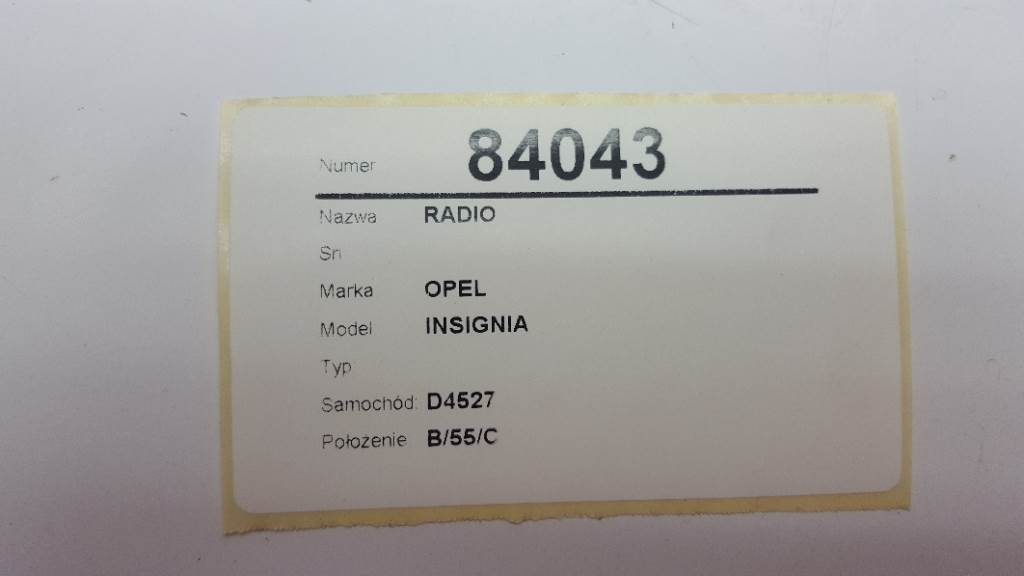 Numer 84043
Nazwa RADIO
Sn
Marka OPEL
Model INSIGNIA
Typ
Samochód: D4527
Położenie B/55/C